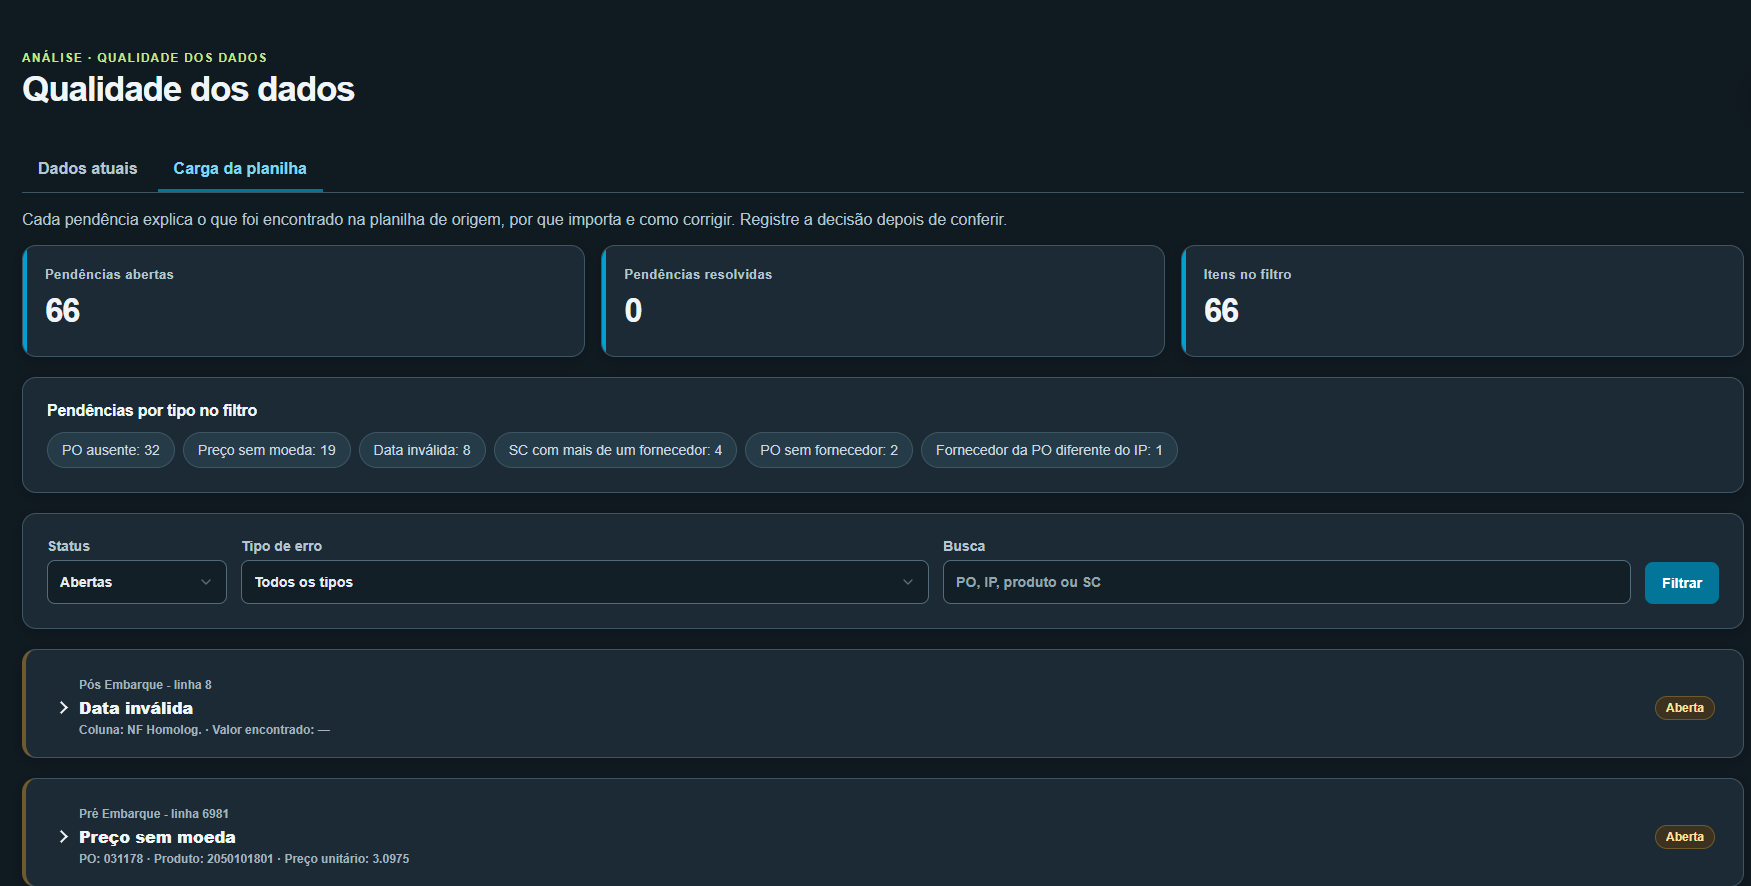 ANÁLISE · QUALIDADE DOS DADOS
Qualidade dos dados
Dados atuais
Carga da planilha
Cada pendência explica o que foi encontrado na planilha de origem, por que importa e como corrigir. Registre a decisão depois de conferir.
Pendências abertas
66
Pendências resolvidas
0
Itens no filtro
66
Pendências por tipo no filtro
PO ausente: 32
Preço sem moeda: 19
Data inválida: 8
SC com mais de um fornecedor: 4
PO sem fornecedor: 2
Fornecedor da PO diferente do IP: 1
Status
Abertas
Tipo de erro
Todos os tipos
Busca
PO, IP, produto ou SC
Filtrar
Pós Embarque - linha 8
Data inválida
Coluna: NF Homolog. · Valor encontrado: —
Aberta
Pré Embarque - linha 6981
Preço sem moeda
PO: 031178 · Produto: 2050101801 · Preço unitário: 3.0975
Aberta